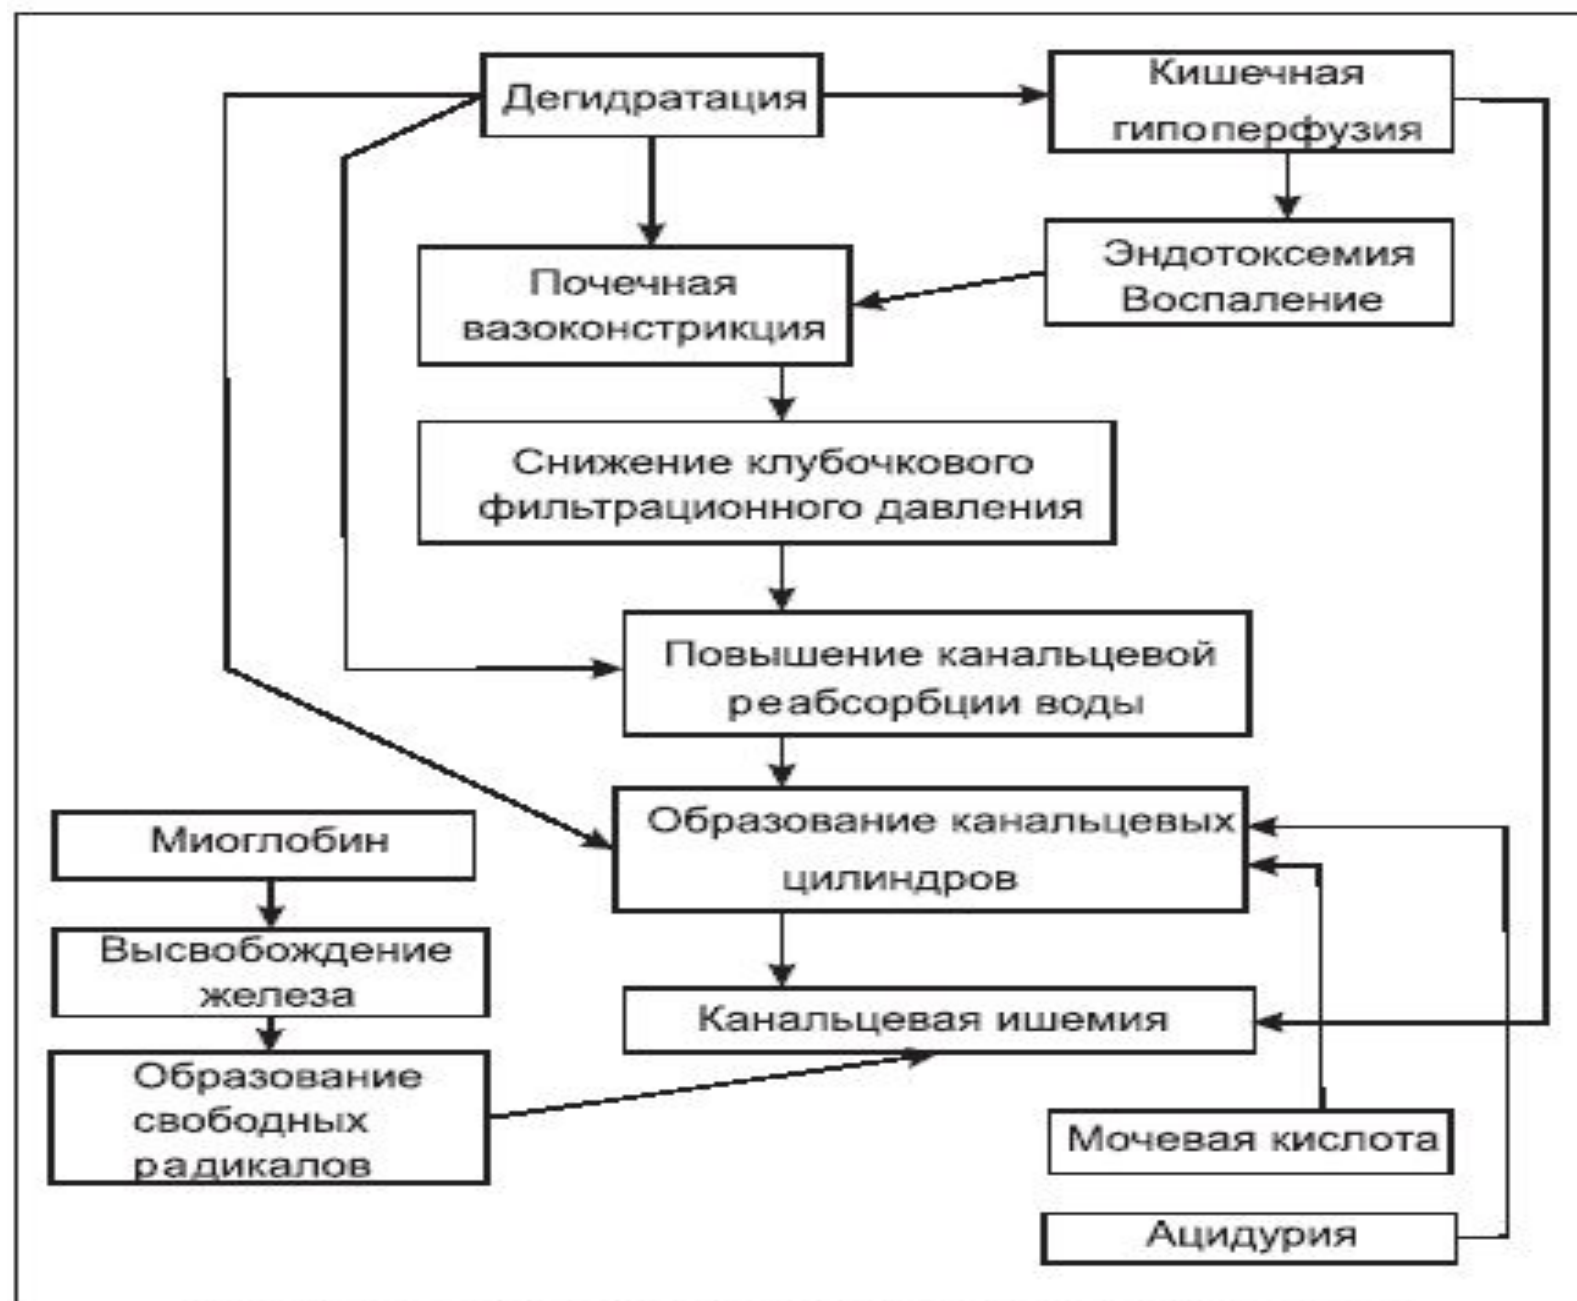 Дегидратация
Кишечная
гипоперфузия
Эндотоксемия
Воспаление
Почечная
вазоконстрикция
Снижение клубочкового
фильтрационного давления
Повышение канальцевой
реабсорбции воды
Образование канальцевых
цилиндров
Миоглобин
Высвобождение
железа
Образование
свободных
радикалов
Канальцевая ишемия
Мочевая кислота
Ацидурия